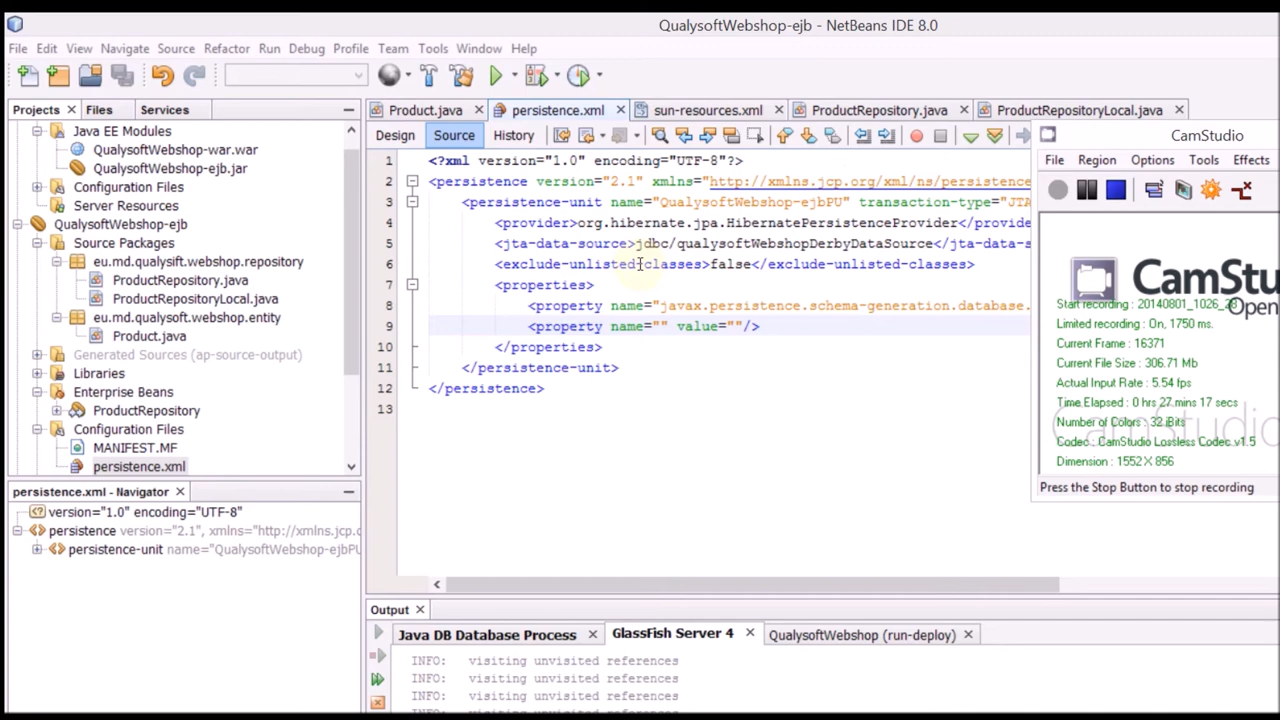 QualysoftWebshop-ejb - NetBeans IDE 8.0
File Edit View Navigate Source Refactor Run Debug Profile Team Tools Window Help
Projects Files Services
Java EE Modules
QualysoftWebshop-war.war
QualysoftWebshop-ejb.jar
Configuration Files
Server Resources
QualysoftWebshop-ejb
Source Packages
eu.md.qualysift.webshop.repository
ProductRepository.java
ProductRepositoryLocal.java
eu.md.qualysoft.webshop.entity
Product.java
Generated Sources (ap-source-output)
Libraries
Enterprise Beans
ProductRepository
Configuration Files
MANIFEST.MF
persistence.xml
persistence.xml - Navigator
version="1.0" encoding="UTF-8"
persistence version="2.1", xmlns="http://xmlns.jcp.o
persistence-unit name="QualysoftWebshop-ejbPU
Product.java persistence.xml sun-resources.xml ProductRepository.java ProductRepositoryLocal.java
Design Source History
1 <?xml version="1.0" encoding="UTF-8"?>
2 <persistence version="2.1" xmlns="http://xmlns.jcp.org/xml/ns/persistence
3 <persistence-unit name="QualysoftWebshop-ejbPU" transaction-type="JTA
4 <provider>org.hibernate.jpa.HibernatePersistenceProvider</provide
5 <jta-data-source>jdbc/qualysoftWebshopDerbyDataSource</jta-data-s
6 <exclude-unlisted-classes>false</exclude-unlisted-classes>
7 <properties>
8 <property name="javax.persistence.schema-generation.database.
9 <property name="" value=""/>
10 </properties>
11 </persistence-unit>
12 </persistence>
13
CamStudio
File Region Options Tools Effects
CamStu
Open
Start recording : 20140801_1026_28
Limited recording : On, 1750 ms.
Current Frame : 16371
Current File Size : 306.71 Mb
Actual Input Rate : 5.54 fps
Time Elapsed : 0 hrs 27 mins 17 secs
Number of Colors : 32 iBits
Codec : CamStudio Lossless Codec v1.5
Dimension : 1552 X 856
CamStudio
Press the Stop Button to stop recording
Output
Java DB Database Process GlassFish Server 4 QualysoftWebshop (run-deploy)
INFO: visiting unvisited references
INFO: visiting unvisited references
INFO: visiting unvisited references